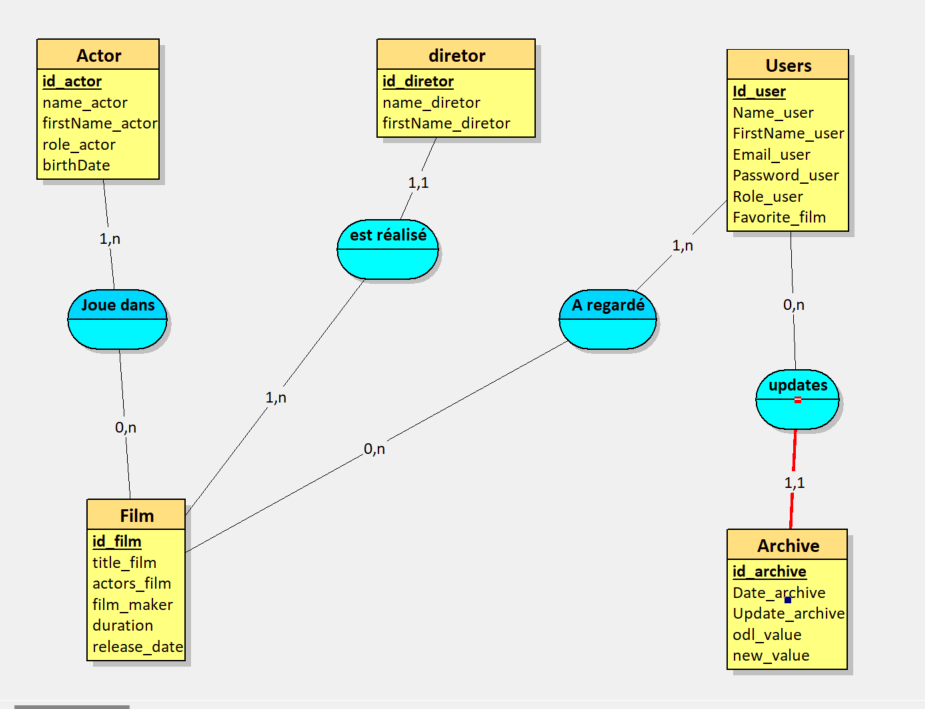 Actor
id_actor
name_actor
firstName_actor
role_actor
birthDate
diretor
id_diretor
name_diretor
firstName_diretor
Users
Id_user
Name_user
FirstName_user
Email_user
Password_user
Role_user
Favorite_film
1,1
1,n
est réalisé
1,n
Joue dans
A regardé
0,n
updates
1,n
0,n
0,n
1,1
Film
id_film
title_film
actors_film
film_maker
duration
release_date
Archive
id_archive
Date_archive
Update_archive
odl_value
new_value